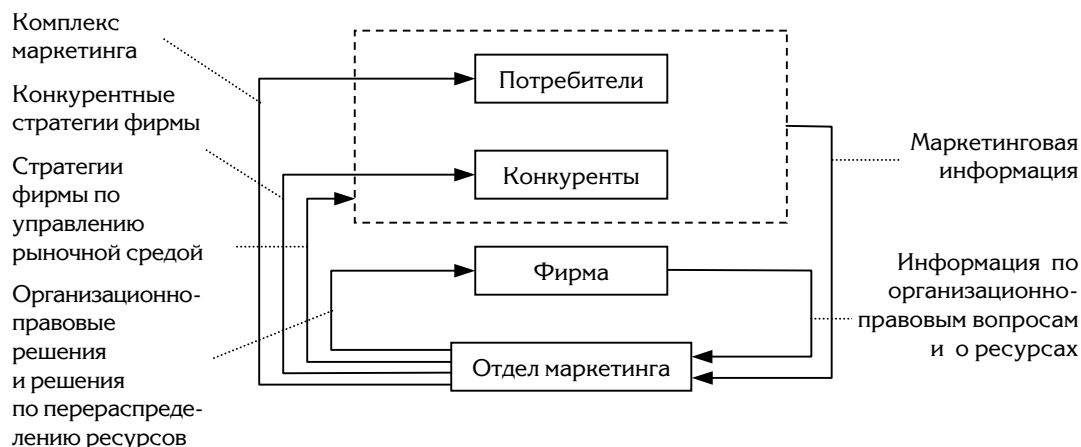 Комплекс
маркетинга
Конкурентные
стратегии фирмы
Стратегии
фирмы по
управлению
рыночной средой
Организационно-
правовые
решения
и решения
по перераспреде-
лению ресурсов
Потребители
Конкуренты
Фирма
Отдел маркетинга
Маркетинговая
информация
Информация по
организационно-
правовым вопросам
и о ресурсах